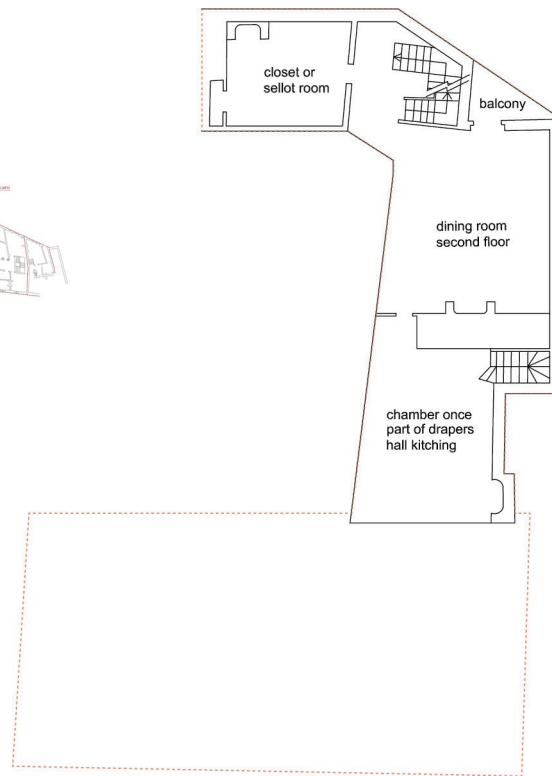 closet or
sellot room
balcony
dining room
second floor
chamber once
part of drapers
hall kitching